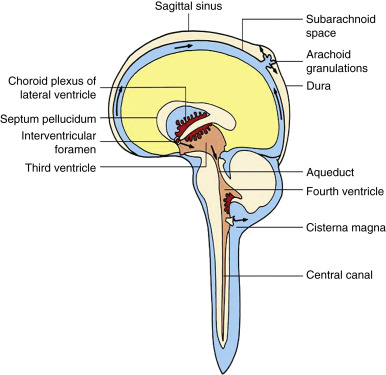 Sagittal sinus
Subarachnoid
space
Arachoid
granulations
Dura
Choroid plexus of
lateral ventricle
Septum pellucidum
Interventricular
foramen
Third ventricle
Aqueduct
Fourth ventricle
Cisterna magna
Central canal